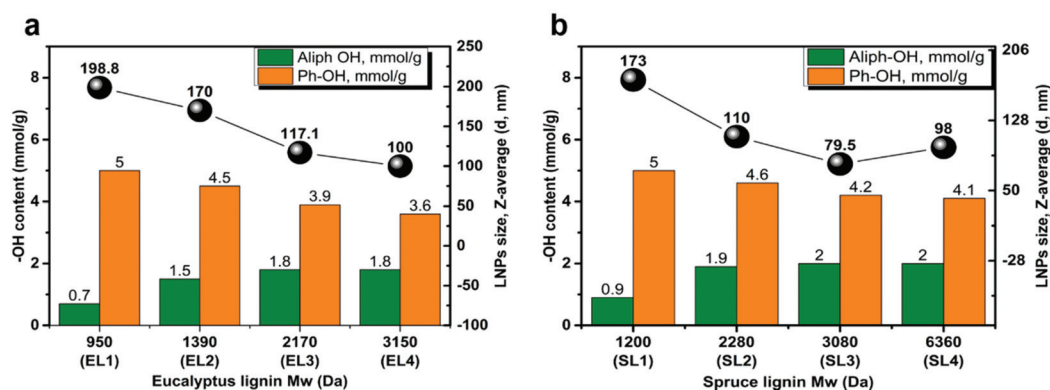 a
Aliph OH, mmol/g
Ph-OH, mmol/g
198.8
170
117.1
100
5
4.5
3.9
3.6
0.7
1.5
1.8
1.8
8
6
4
2
0
-OH content (mmol/g)
250
200
150
100
50
0
-50
-100
LNPs size, Z-average (d, nm)
950 1390 2170 3150
(EL1) (EL2) (EL3) (EL4)
Eucalyptus lignin Mw (Da)
b
Aliph-OH, mmol/g
Ph-OH, mmol/g
173
110
79.5
98
5
4.6
4.2
4.1
0.9
1.9
2
2
8
6
4
2
0
-OH content (mmol/g)
206
128
50
-28
LNPs size, Z-average (d, nm)
1200 2280 3080 6360
(SL1) (SL2) (SL3) (SL4)
Spruce lignin Mw (Da)